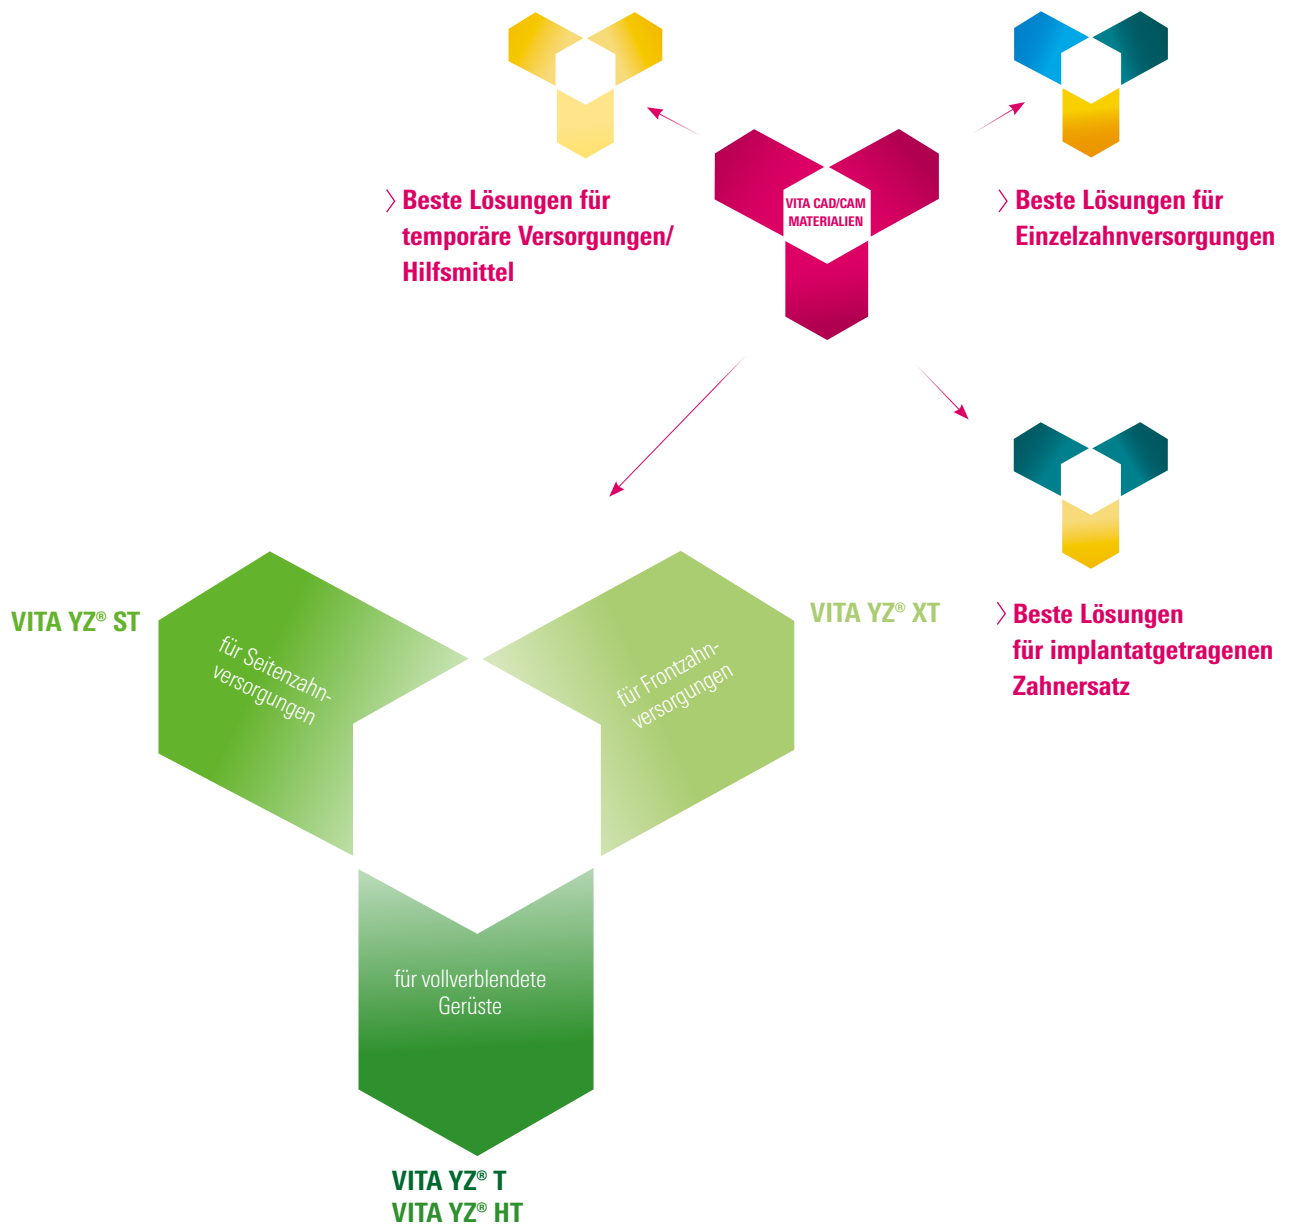 VITA CAD/CAM
MATERIALIEN
〉Beste Lösungen für
temporäre Versorgungen/
Hilfsmittel
〉Beste Lösungen für
Einzelzahnversorgungen
〉Beste Lösungen
für implantatgetragenen
Zahnersatz
VITA YZ® ST
für Seitenzahn-
versorgungen
für Frontzahn-
versorgungen
VITA YZ® XT
für vollverblendete
Gerüste
VITA YZ® T
VITA YZ® HT